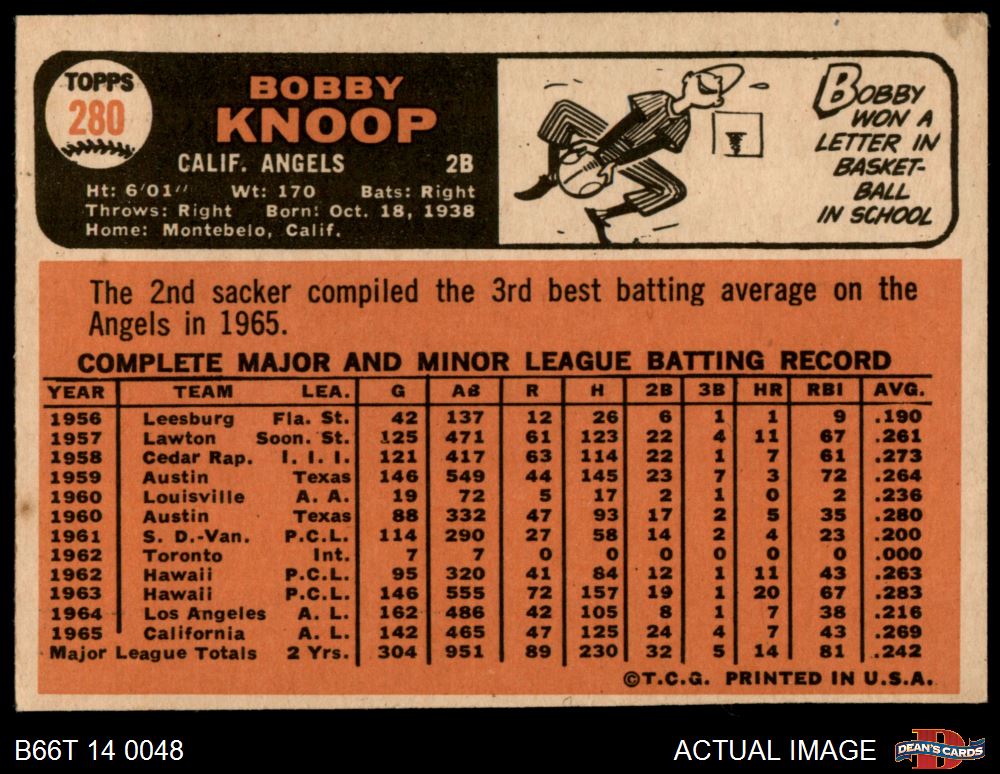 TOPPS
280
BOBBY
KNOOP
CALIF. ANGELS 2B
Ht: 6'01" Wt: 170 Bats: Right
Throws: Right Born: Oct. 18, 1938
Home: Montebelo, Calif.
BOBBY
WON A
LETTER IN
BASKET-
BALL
IN SCHOOL
The 2nd sacker compiled the 3rd best batting average on the
Angels in 1965.
COMPLETE MAJOR AND MINOR LEAGUE BATTING RECORD
YEAR TEAM LEA. G AB R H 2B 3B HR RBI AVG.
1956 Leesburg Fla. St. 42 137 12 26 6 1 1 9 .190
1957 Lawton Soon. St. 125 471 61 123 22 4 11 67 .261
1958 Cedar Rap. I. I. I. 121 417 63 114 22 1 7 61 .273
1959 Austin Texas 146 549 44 145 23 7 3 72 .264
1960 Louisville A. A. 19 72 5 17 2 1 0 2 .236
1960 Austin Texas 88 332 47 93 17 2 5 35 .280
1961 S. D.-Van. P.C.L. 114 290 27 58 14 2 4 23 .200
1962 Toronto Int. 7 7 0 0 0 0 0 0 .000
1962 Hawaii P.C.L. 95 320 41 84 12 1 11 43 .263
1963 Hawaii P.C.L. 146 555 72 157 19 1 20 67 .283
1964 Los Angeles A. L. 162 486 42 105 8 1 7 38 .216
1965 California A. L. 142 465 47 125 24 4 7 43 .269
Major League Totals 2 Yrs. 304 951 89 230 32 5 14 81 .242
©T.C.G. PRINTED IN U.S.A.
B66T 14 0048 ACTUAL IMAGE
D
DEAN'S CARDS